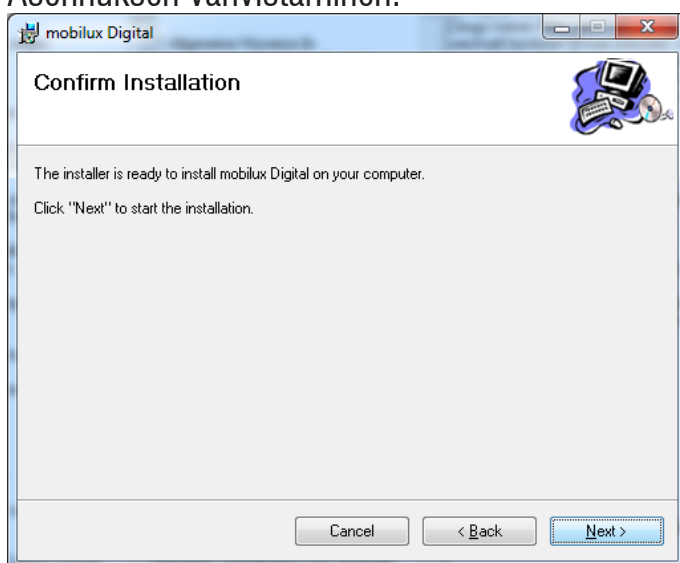 Asennuksen vahvistaminen:
mobilux Digital
Confirm Installation
The installer is ready to install mobilux Digital on your computer.
Click "Next" to start the installation.
Cancel
< Back
Next >